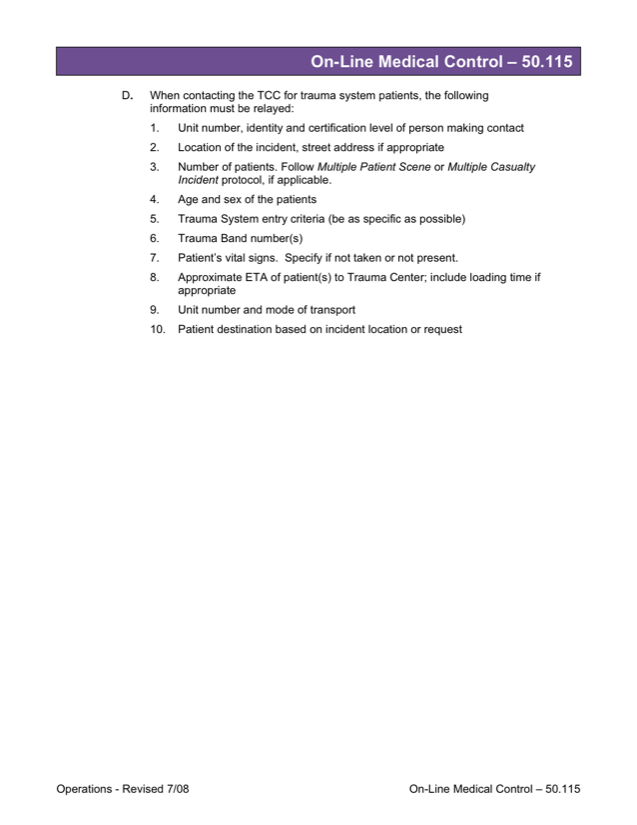 On-Line Medical Control – 50.115
D. When contacting the TCC for trauma system patients, the following
information must be relayed:
1. Unit number, identity and certification level of person making contact
2. Location of the incident, street address if appropriate
3. Number of patients. Follow Multiple Patient Scene or Multiple Casualty
Incident protocol, if applicable.
4. Age and sex of the patients
5. Trauma System entry criteria (be as specific as possible)
6. Trauma Band number(s)
7. Patient’s vital signs.  Specify if not taken or not present.
8. Approximate ETA of patient(s) to Trauma Center; include loading time if
appropriate
9. Unit number and mode of transport
10. Patient destination based on incident location or request
Operations - Revised 7/08 On-Line Medical Control – 50.115